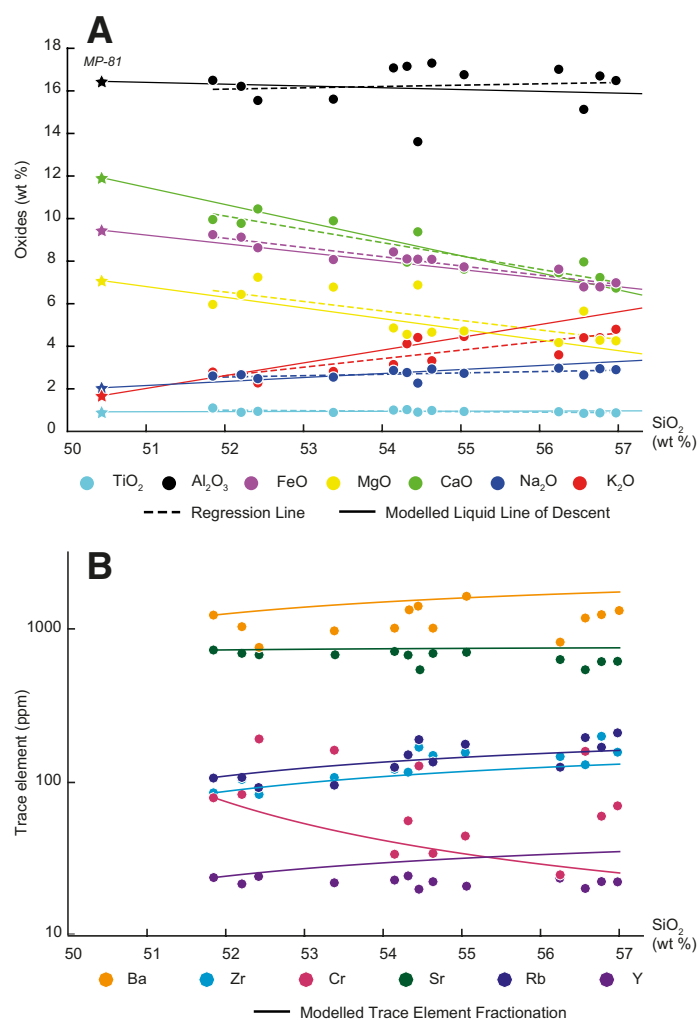 A
18
MP-81
16
14
12
10
8
6
4
2
0
Oxides (wt %)
50 51 52 53 54 55 56 57
SiO₂
(wt %)
TiO₂ Al₂O₃ FeO MgO CaO Na₂O K₂O
Regression Line Modelled Liquid Line of Descent
B
1000
100
10
Trace element (ppm)
50 51 52 53 54 55 56 57
SiO₂
(wt %)
Ba Zr Cr Sr Rb Y
Modelled Trace Element Fractionation